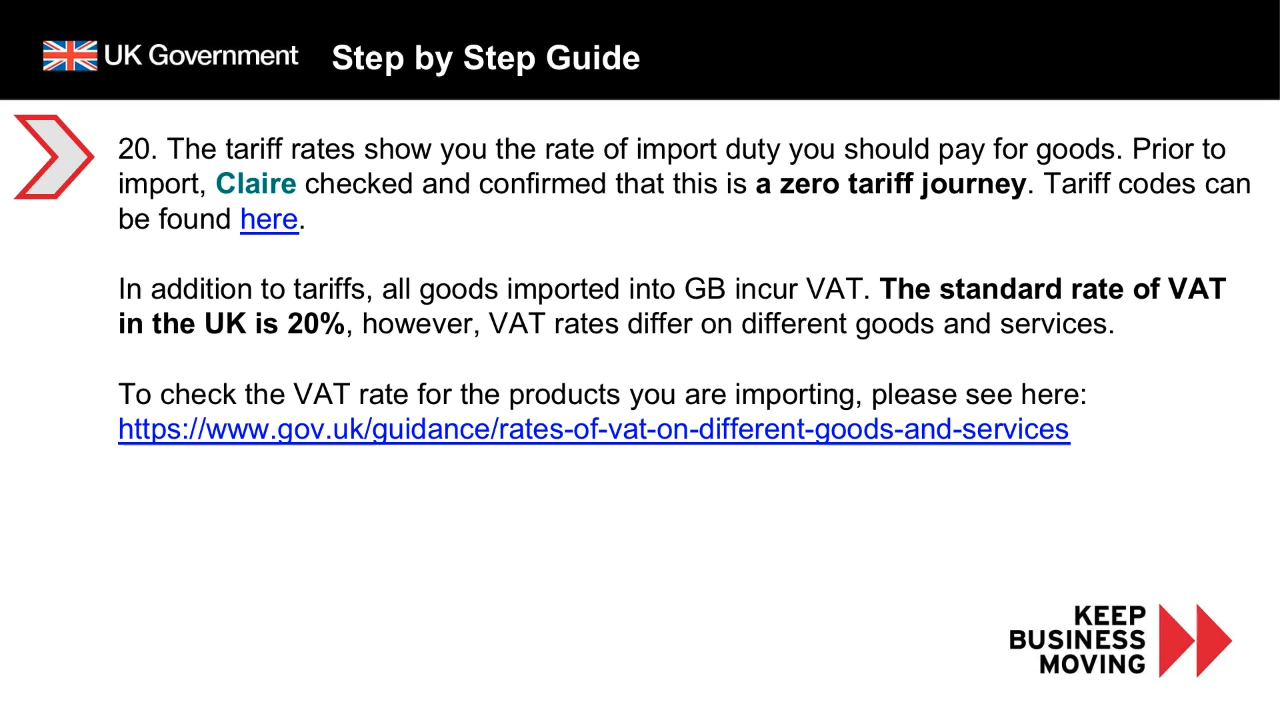 UK Government
Step by Step Guide
20. The tariff rates show you the rate of import duty you should pay for goods. Prior to
import, Claire checked and confirmed that this is a zero tariff journey. Tariff codes can
be found here.
In addition to tariffs, all goods imported into GB incur VAT. The standard rate of VAT
in the UK is 20%, however, VAT rates differ on different goods and services.
To check the VAT rate for the products you are importing, please see here:
https://www.gov.uk/guidance/rates-of-vat-on-different-goods-and-services
KEEP
BUSINESS
MOVING